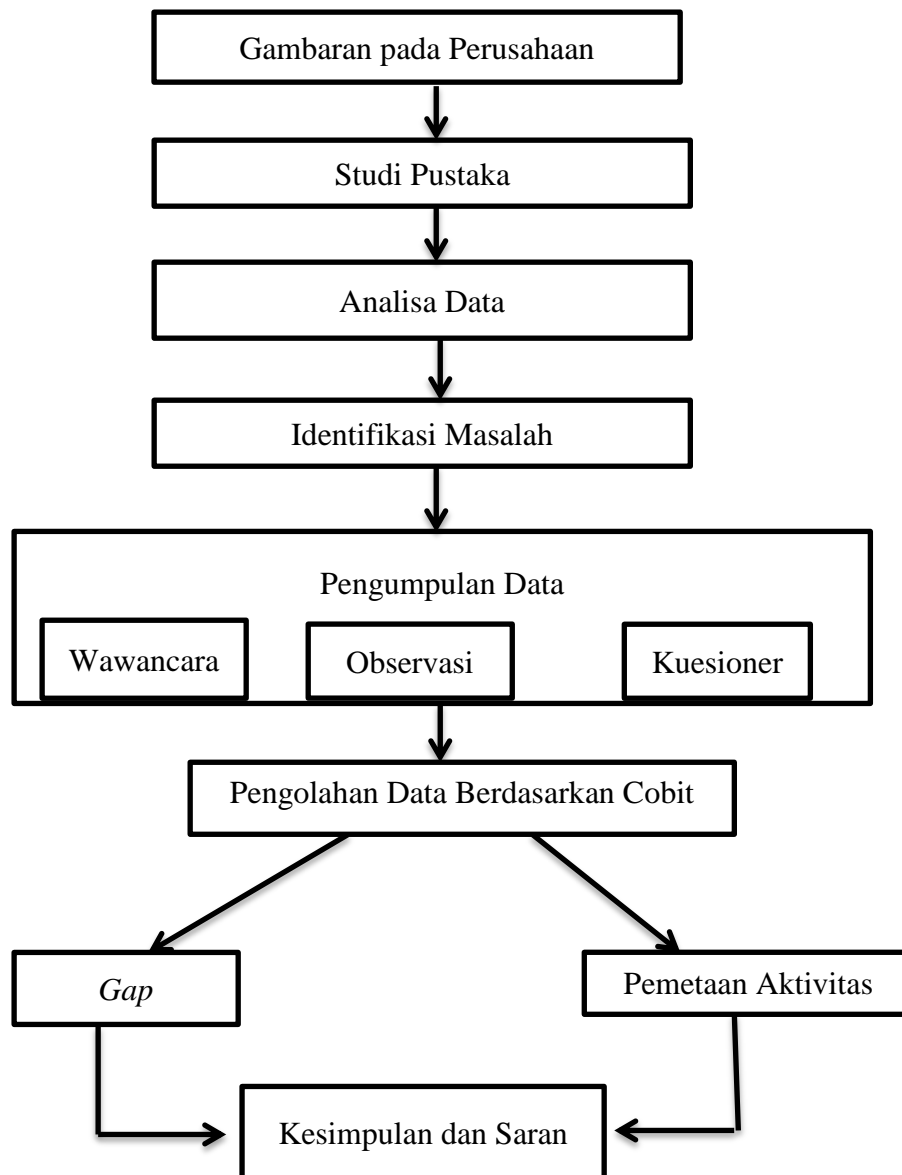 Gambaran pada Perusahaan
Studi Pustaka
Analisa Data
Identifikasi Masalah
Pengumpulan Data
Wawancara
Observasi
Kuesioner
Pengolahan Data Berdasarkan Cobit
Gap
Pemetaan Aktivitas
Kesimpulan dan Saran